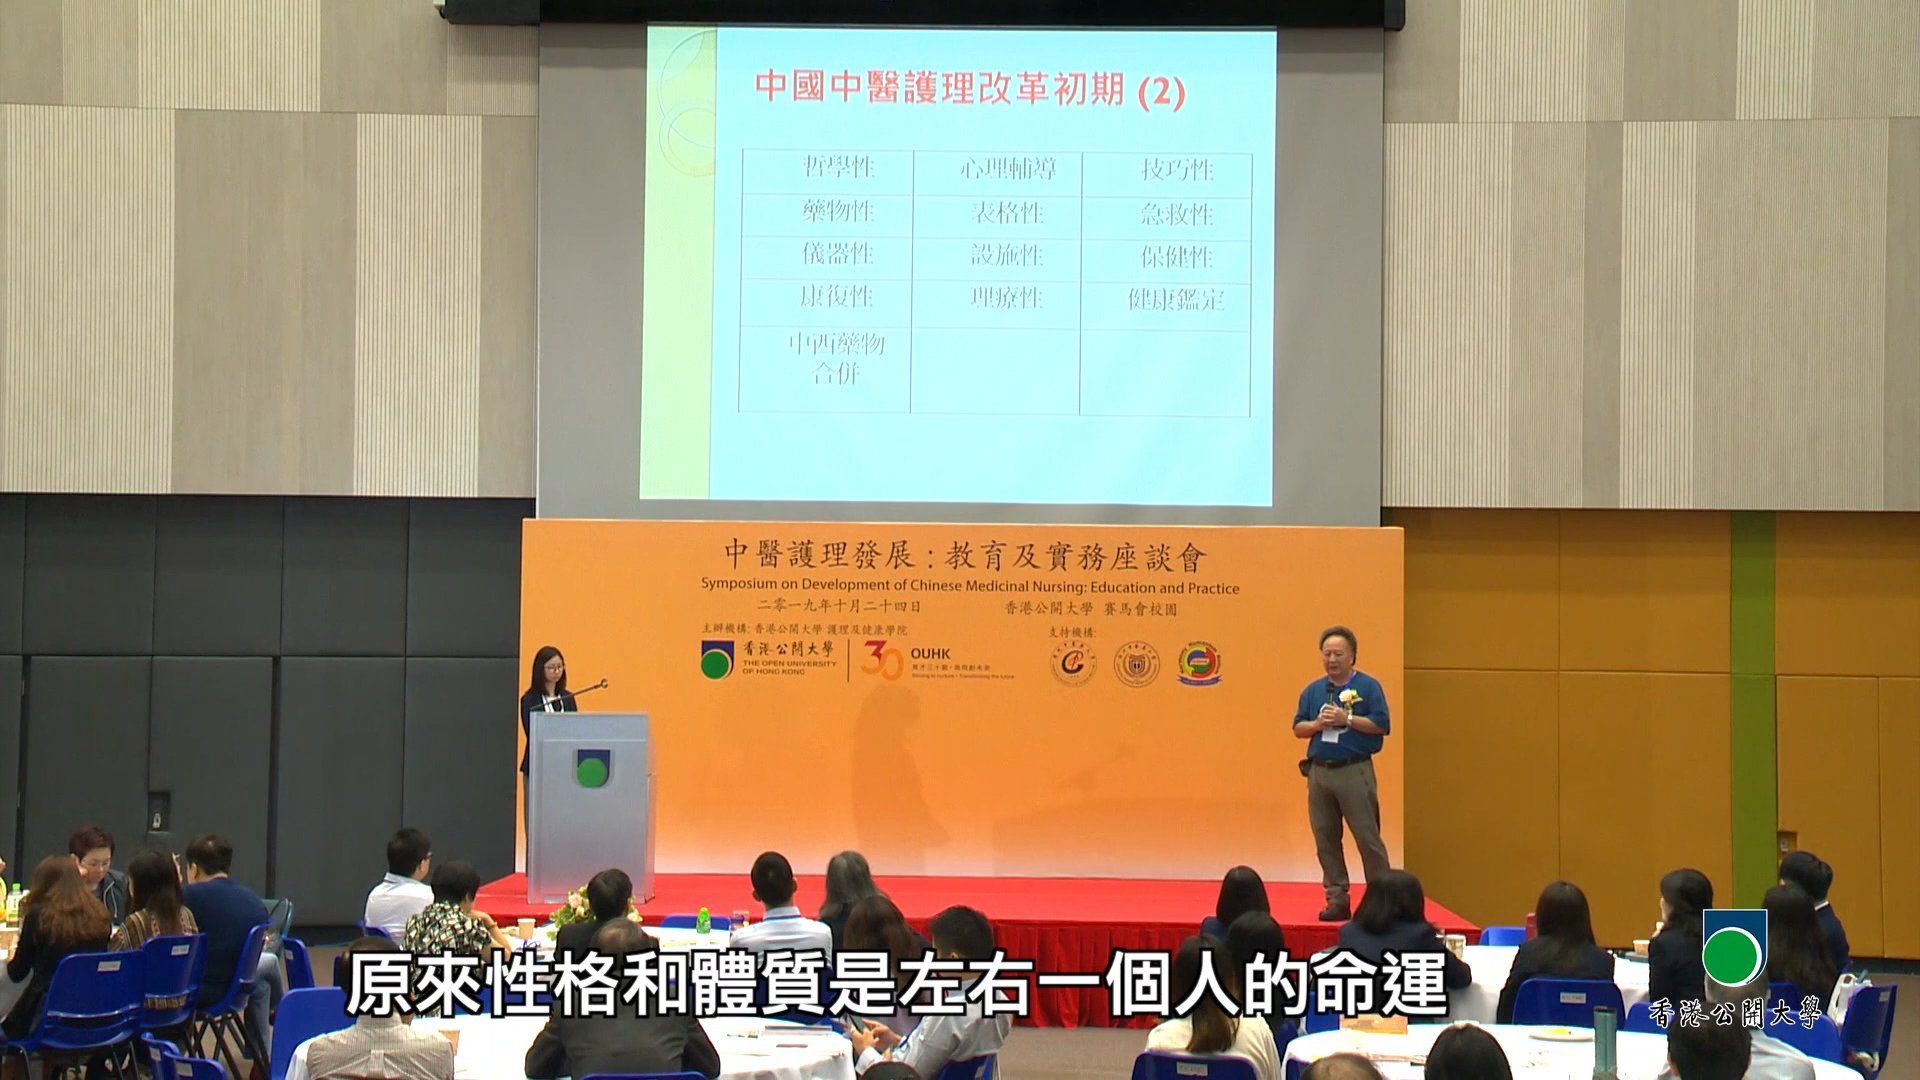 中國中醫護理改革初期 (2)
哲學性 心理輔導 技巧性
藥物性 表格性 急救性
儀器性 設施性 保健性
康復性 理療性 健康鑑定
中西藥物
合併
中醫護理發展：教育及實務座談會
Symposium on Development of Chinese Medicinal Nursing: Education and Practice
二零一九年十月二十四日 香港公開大學 賽馬會校園
主辦機構: 香港公開大學 護理及健康學院 支持機構:
香港公開大學
THE OPEN UNIVERSITY
OF HONG KONG
30
OUHK
原來性格和體質是左右一個人的命運
香港公開大學